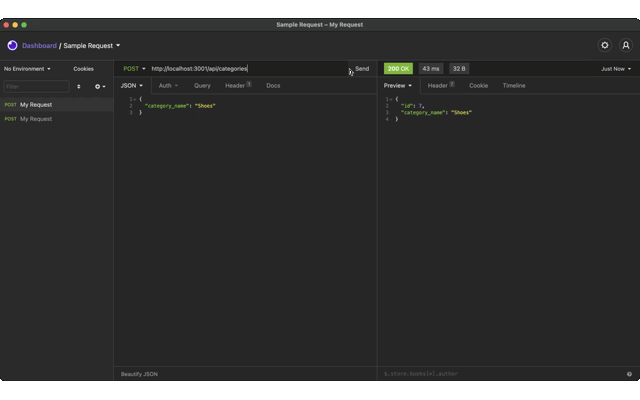 Sample Request – My Request
Dashboard / Sample Request
No Environment
Cookies
POST http://localhost:3001/api/categories
Send
200 OK 43 ms 32 B
Just Now
Filter
JSON Auth Query Header 1 Docs
Preview Header 7 Cookie Timeline
POST My Request
POST My Request
1 {
2 "category_name": "Shoes"
3 }
1 {
2 "id": 7,
3 "category_name": "Shoes"
4 }
Beautify JSON
$.store.books[*].author